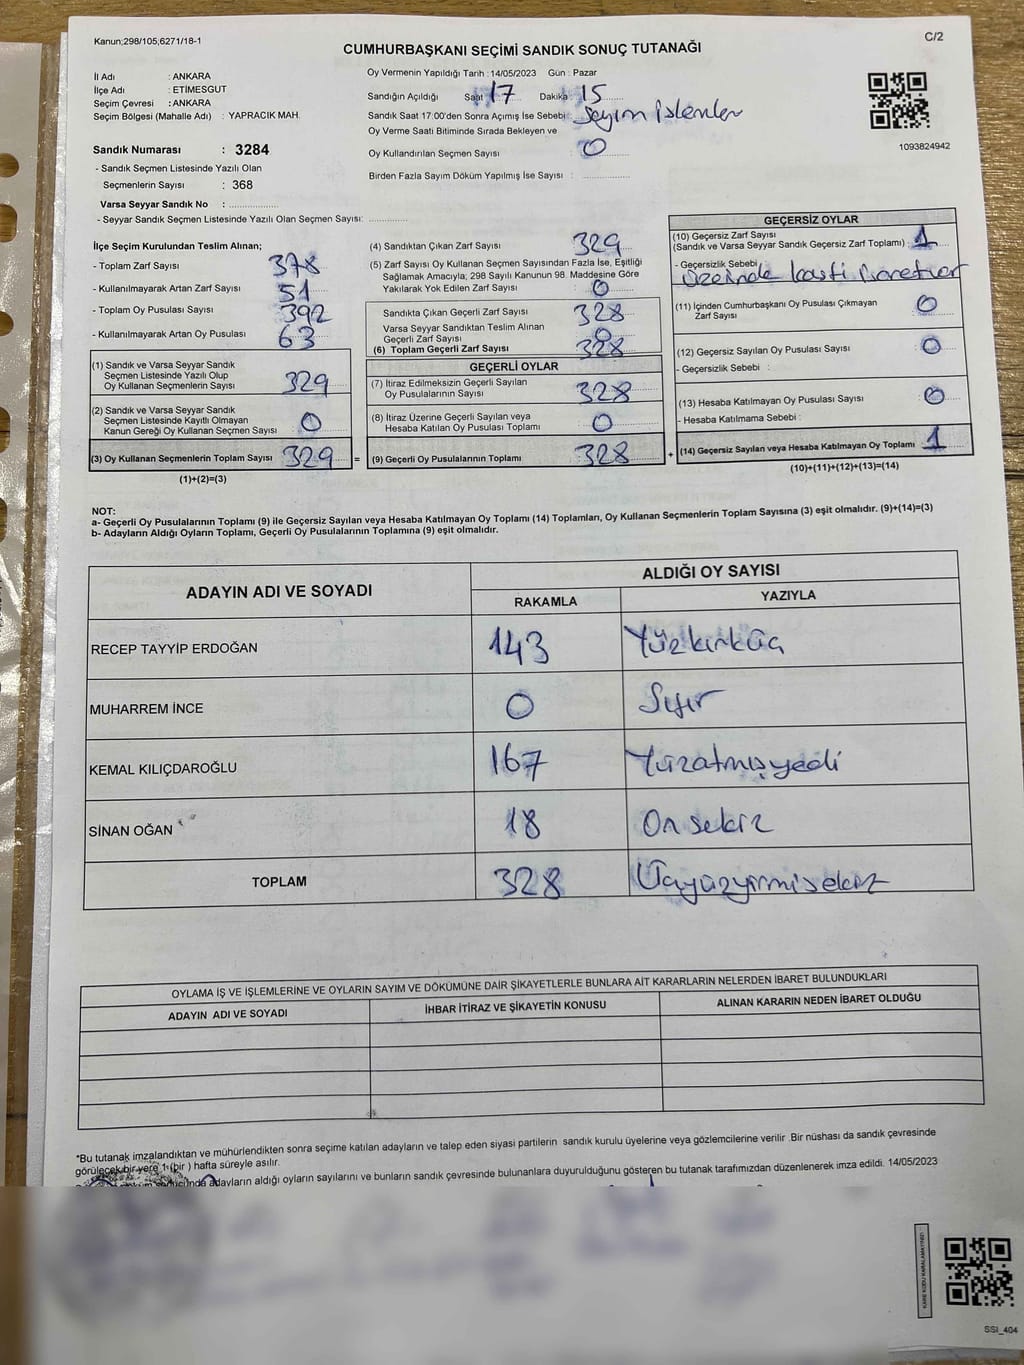 Kanun;298/105;6271/18-1
C/2
CUMHURBAŞKANI SEÇİMİ SANDIK SONUÇ TUTANAĞI
İl Adı : ANKARA
İlçe Adı : ETİMESGUT
Seçim Çevresi : ANKARA
Seçim Bölgesi (Mahalle Adı) : YAPRACIK MAH.
Sandık Numarası : 3284
- Sandık Seçmen Listesinde Yazılı Olan
Seçmenlerin Sayısı : 368
Varsa Seyyar Sandık No : ..................
- Seyyar Sandık Seçmen Listesinde Yazılı Olan Seçmen Sayısı: ..............
Oy Vermenin Yapıldığı Tarih : 14/05/2023 Gün : Pazar
Sandığın Açıldığı Saat : 17 Dakika : 15
Sandık Saat 17:00'den Sonra Açımış İse Sebebi : Sayım işlemler
Oy Verme Saati Bitiminde Sırada Bekleyen ve
Oy Kullandırılan Seçmen Sayısı : 0
Birden Fazla Sayım Döküm Yapılmış İse Sayısı : ................
1093824942
İlçe Seçim Kurulundan Teslim Alınan;
- Toplam Zarf Sayısı 378
- Kullanılmayarak Artan Zarf Sayısı 51
- Toplam Oy Pusulası Sayısı 392
- Kullanılmayarak Artan Oy Pusulası 63
(1) Sandık ve Varsa Seyyar Sandık
Seçmen Listesinde Yazılı Olup
Oy Kullanan Seçmenlerin Sayısı 329
(2) Sandık ve Varsa Seyyar Sandık
Seçmen Listesinde Kayıtlı Olmayan
Kanun Gereği Oy Kullanan Seçmen Sayısı 0
(3) Oy Kullanan Seçmenlerin Toplam Sayısı 329 =
(1)+(2)=(3)
(4) Sandıktan Çıkan Zarf Sayısı 329
(5) Zarf Sayısı Oy Kullanan Seçmen Sayısından Fazla İse, Eşitliği
Sağlamak Amacıyla, 298 Sayılı Kanunun 98. Maddesine Göre
Yakılarak Yok Edilen Zarf Sayısı 0
Sandıkta Çıkan Geçerli Zarf Sayısı 328
Varsa Seyyar Sandıktan Teslim Alınan
Geçerli Zarf Sayısı 0
(6) Toplam Geçerli Zarf Sayısı 328
GEÇERLİ OYLAR
(7) İtiraz Edilmeksizin Geçerli Sayılan
Oy Pusulalarının Sayısı 328
(8) İtiraz Üzerine Geçerli Sayılan veya
Hesaba Katılan Oy Pusulası Toplamı 0
(9) Geçerli Oy Pusulalarının Toplamı 328 +
GEÇERSİZ OYLAR
(10) Geçersiz Zarf Sayısı
(Sandık ve Varsa Seyyar Sandık Geçersiz Zarf Toplamı) : 1
-Geçersizlik Sebebi :
üzerinde kasti işaretler
(11) İçinden Cumhurbaşkanı Oy Pusulası Çıkmayan
Zarf Sayısı 0
(12) Geçersiz Sayılan Oy Pusulası Sayısı 0
- Geçersizlik Sebebi :
(13) Hesaba Katılmayan Oy Pusulası Sayısı 0
- Hesaba Katılmama Sebebi :
(14) Geçersiz Sayılan veya Hesaba Katılmayan Oy Toplamı 1
(10)+(11)+(12)+(13)=(14)
NOT:
a- Geçerli Oy Pusulalarının Toplamı (9) ile Geçersiz Sayılan veya Hesaba Katılmayan Oy Toplamı (14) Toplamları, Oy Kullanan Seçmenlerin Toplam Sayısına (3) eşit olmalıdır. (9)+(14)=(3)
b- Adayların Aldığı Oyların Toplamı, Geçerli Oy Pusulalarının Toplamına (9) eşit olmalıdır.
ADAYIN ADI VE SOYADI
ALDIĞI OY SAYISI
RAKAMLA YAZIYLA
RECEP TAYYİP ERDOĞAN 143 Yüzkırküç
MUHARREM İNCE 0 Sıfır
KEMAL KILIÇDAROĞLU 167 Yüzatmışyedi
SİNAN OĞAN 18 On sekiz
TOPLAM 328 Üçyüzyirmisekiz
OYLAMA İŞ VE İŞLEMLERİNE VE OYLARIN SAYIM VE DÖKÜMÜNE DAİR ŞİKAYETLERLE BUNLARA AİT KARARLARIN NELERDEN İBARET BULUNDUKLARI
ADAYIN ADI VE SOYADI İHBAR İTİRAZ VE ŞİKAYETİN KONUSU ALINAN KARARIN NEDEN İBARET OLDUĞU
*Bu tutanak imzalandıktan ve mühürlendikten sonra seçime katılan adayların ve talep eden siyasi partilerin sandık kurulu üyelerine veya gözlemcilerine verilir .Bir nüshası da sandık çevresinde
görülecek bir yere 1 (bir ) hafta süreyle asılır.
adayların aldığı oyların sayılarını ve bunların sandık çevresinde bulunanlara duyurulduğunu gösteren bu tutanak tarafımızdan düzenlenerek imza edildi. 14/05/2023
SSI_404